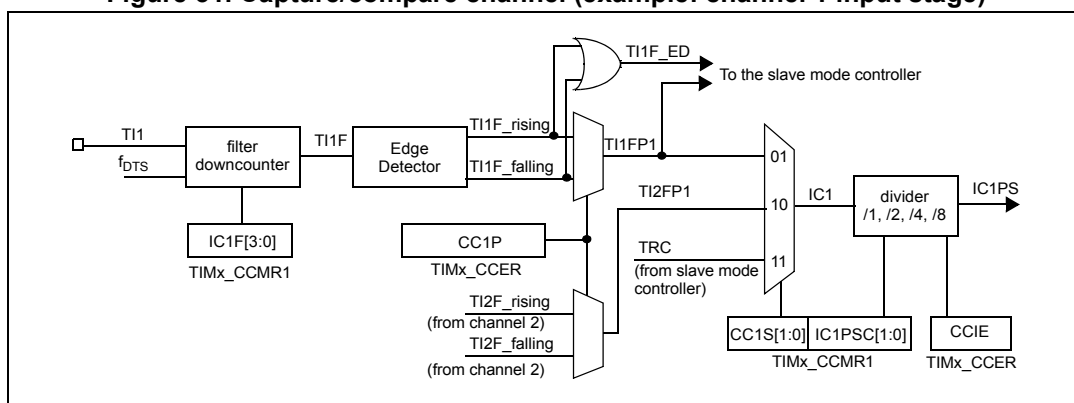 Figure Capture/compare channel (example: channel 1 input stage)
TI1F_ED
To the slave mode controller
TI1
f_DTS
filter
downcounter
TI1F
Edge
Detector
TI1F_rising
TI1F_falling
TI1FP1
TI2FP1
01
10
11
IC1
divider
/1, /2, /4, /8
IC1PS
IC1F[3:0]
TIMx_CCMR1
CC1P
TIMx_CCER
TRC
(from slave mode
controller)
TI2F_rising
(from channel 2)
TI2F_falling
(from channel 2)
CC1S[1:0] IC1PSC[1:0]
TIMx_CCMR1
CCIE
TIMx_CCER